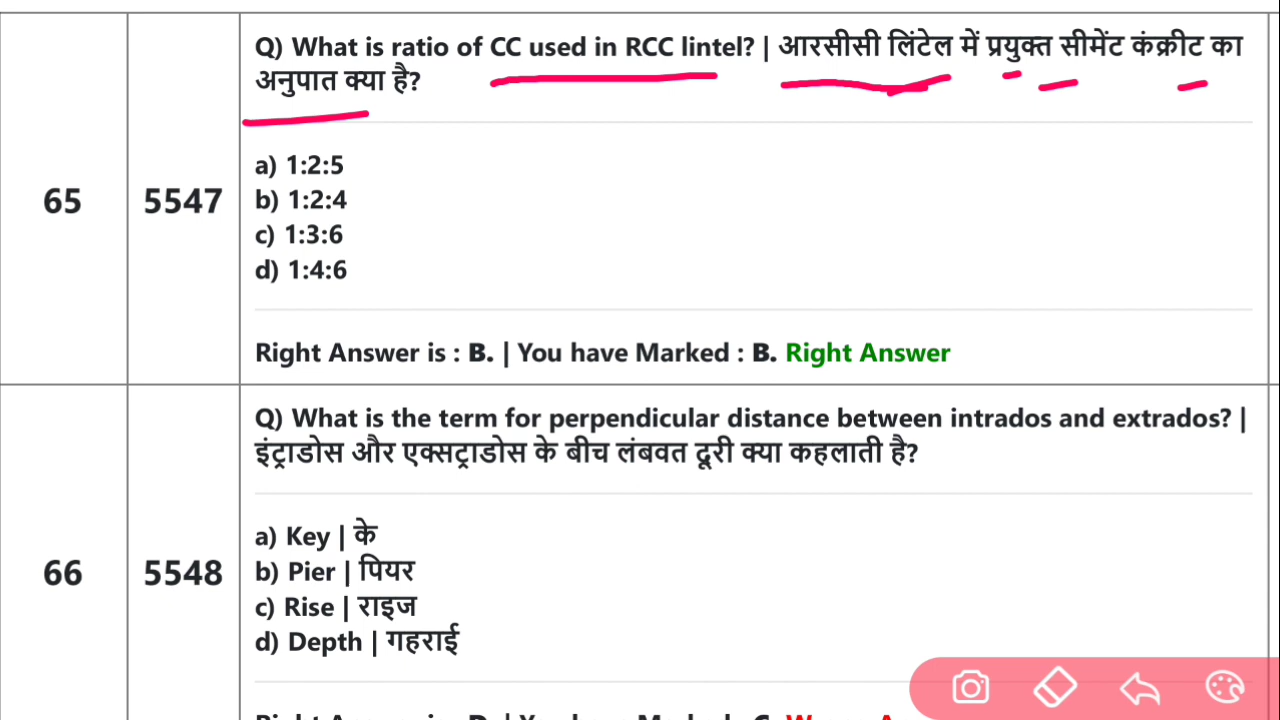 Q) What is ratio of CC used in RCC lintel? | आरसीसी लिंटेल में प्रयुक्त सीमेंट कंक्रीट का
अनुपात क्या है?
a) 1:2:5
65
5547
b) 1:2:4
c) 1:3:6
d) 1:4:6
Right Answer is : B. | You have Marked : B. Right Answer
Q) What is the term for perpendicular distance between intrados and extrados? |
इंट्राडोस और एक्सट्राडोस के बीच लंबवत दूरी क्या कहलाती है?
a) Key | के
66
5548
b) Pier | पियर
c) Rise | राइज
d) Depth | गहराई